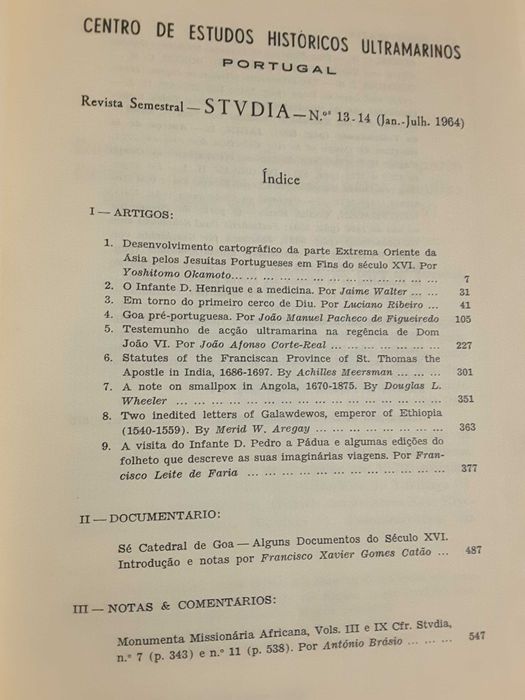 CENTRO DE ESTUDOS HISTÓRICOS ULTRAMARINOS
PORTUGAL
Revista Semestral — STVDIA — N.ºˢ 13-14 (Jan.-Julh. 1964)
Índice
I — ARTIGOS:
1. Desenvolvimento cartográfico da parte Extrema Oriente da
Ásia pelos Jesuítas Portugueses em Fins do século XVI. Por
Yoshitomo Okamoto... ... ... ... ... ... ... ... ... ... ... ... 7
2. O Infante D. Henrique e a medicina. Por Jaime Walter ... ... 31
3. Em torno do primeiro cerco de Diu. Por Luciano Ribeiro ... 41
4. Goa pré-portuguesa. Por João Manuel Pacheco de Figueiredo 105
5. Testemunho de acção ultramarina na regência de Dom
João VI. Por João Afonso Corte-Real ... ... ... ... ... ... 227
6. Statutes of the Franciscan Province of St. Thomas the
Apostle in India, 1686-1697. By Achilles Meersman ... ... ... 301
7. A note on smallpox in Angola, 1670-1875. By Douglas L.
Wheeler ... ... ... ... ... ... ... ... ... ... ... ... ... ... 351
8. Two inedited letters of Galawdewos, emperor of Ethiopia
(1540-1559). By Merid W. Aregay ... ... ... ... ... ... ... 363
9. A visita do Infante D. Pedro a Pádua e algumas edições do
folheto que descreve as suas imaginárias viagens. Por Fran-
cisco Leite de Faria ... ... ... ... ... ... ... ... ... ... ... 377
II — DOCUMENTÁRIO:
Sé Catedral de Goa — Alguns Documentos do Século XVI.
Introdução e notas por Francisco Xavier Gomes Catão ... 487
III — NOTAS & COMENTÁRIOS:
Monumenta Missionária Africana, Vols. III e IX Cfr. Stvdia,
n.º 7 (p. 343) e n.º 11 (p. 538). Por António Brásio ... ... ... 547